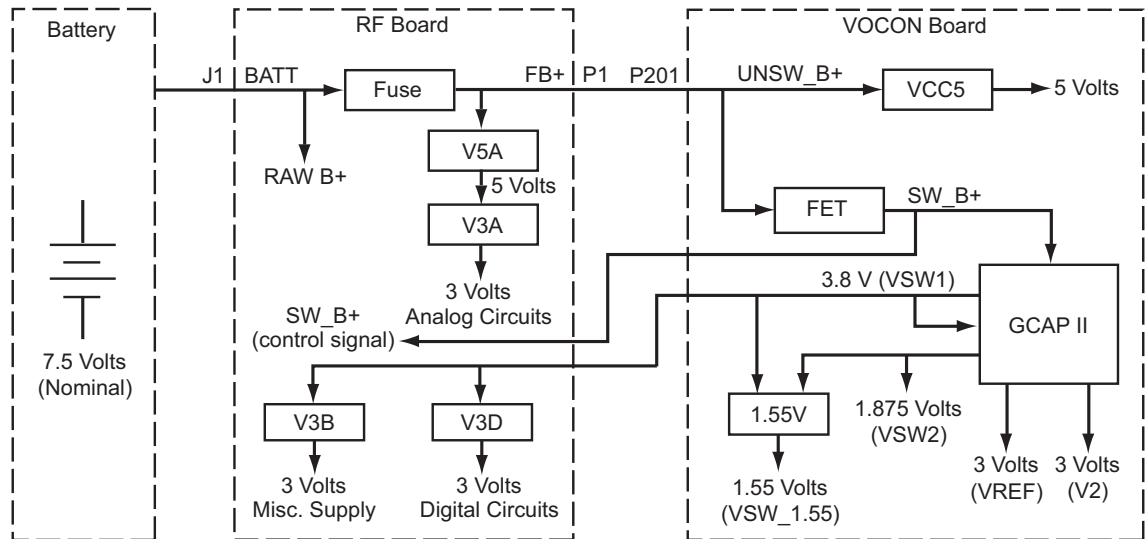 Battery
RF Board
VOCON Board
J1
BATT
Fuse
FB+
P1
P201
UNSW_B+
VCC5
5 Volts
RAW B+
V5A
5 Volts
V3A
3 Volts
Analog Circuits
FET
SW_B+
3.8 V (VSW1)
GCAP II
SW_B+
(control signal)
7.5 Volts
(Nominal)
V3B
V3D
1.55V
1.875 Volts
(VSW2)
3 Volts
Misc. Supply
3 Volts
Digital Circuits
1.55 Volts
(VSW_1.55)
3 Volts
(VREF)
3 Volts
(V2)